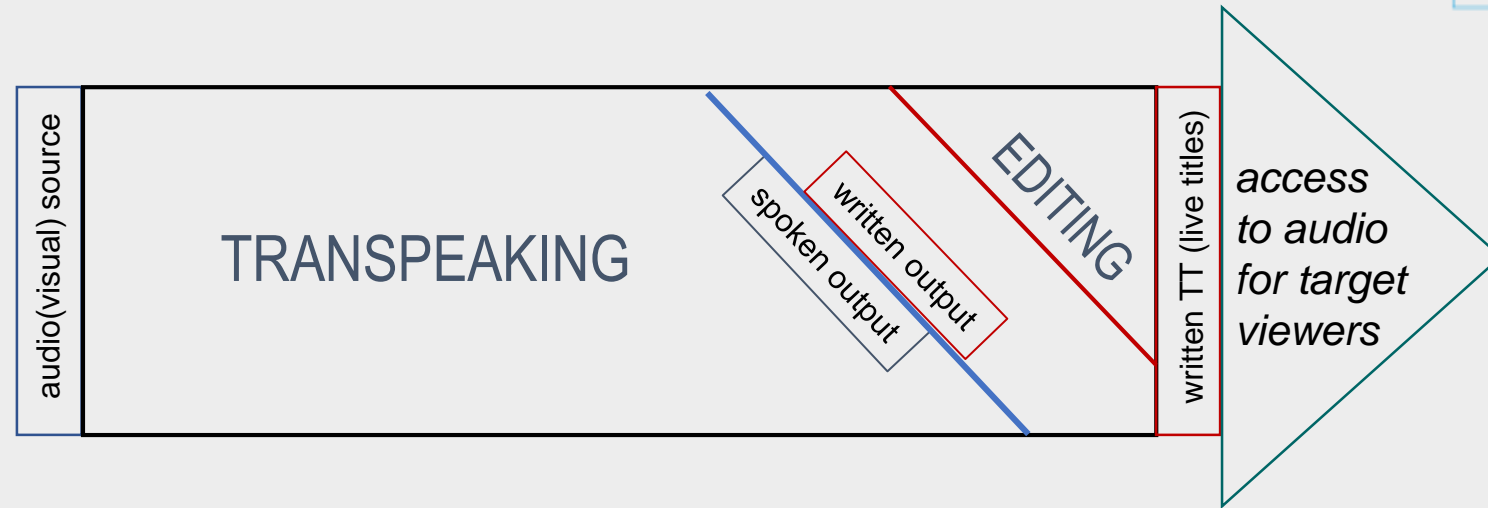 audio(visual) source
TRANSPEAKING
spoken output
written output
EDITING
written TT (live titles)
access
to audio
for target
viewers